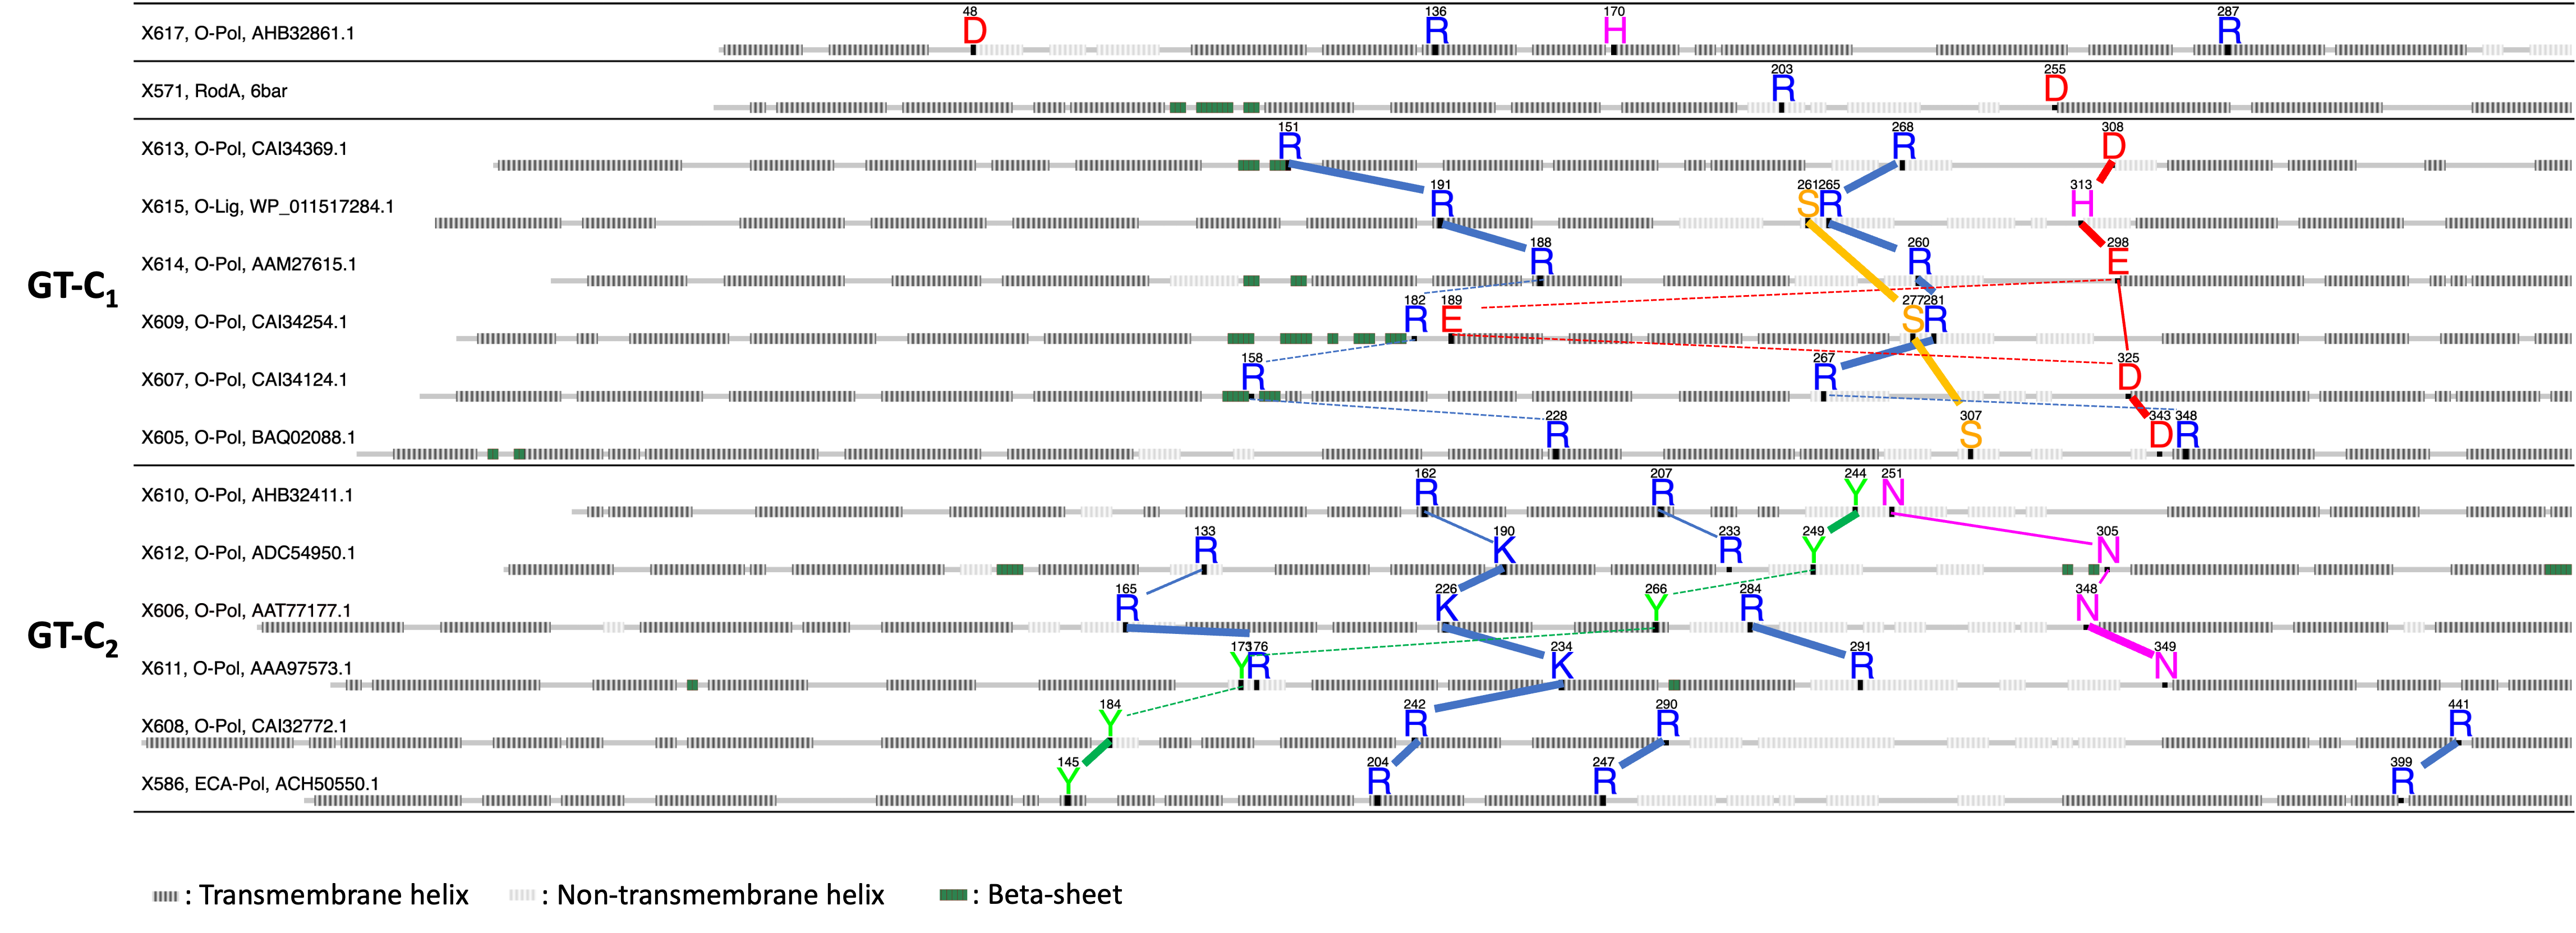 48 136 170 287
D R H R
X617, O-Pol, AHB32861.1
203 255
R D
X571, RodA, 6bar
151 268 308
R R D
X613, O-Pol, CAI34369.1
191 261 265 313
R S R H
X615, O-Lig, WP_011517284.1
188 260 298
R R E
X614, O-Pol, AAM27615.1
GT-C1
182 189 277 281
R E S R
X609, O-Pol, CAI34254.1
158 267 325
R R D
X607, O-Pol, CAI34124.1
228 307 343 348
R S D R
X605, O-Pol, BAQ02088.1
162 207 244 251
R R Y N
X610, O-Pol, AHB32411.1
133 190 233 249 305
R K R Y N
X612, O-Pol, ADC54950.1
165 226 266 284 348
R K Y R N
X606, O-Pol, AAT77177.1
GT-C2
173 176 234 291 349
Y R K R N
X611, O-Pol, AAA97573.1
184 242 290 441
Y R R R
X608, O-Pol, CAI32772.1
145 204 247 399
Y R R R
X586, ECA-Pol, ACH50550.1
: Transmembrane helix : Non-transmembrane helix : Beta-sheet